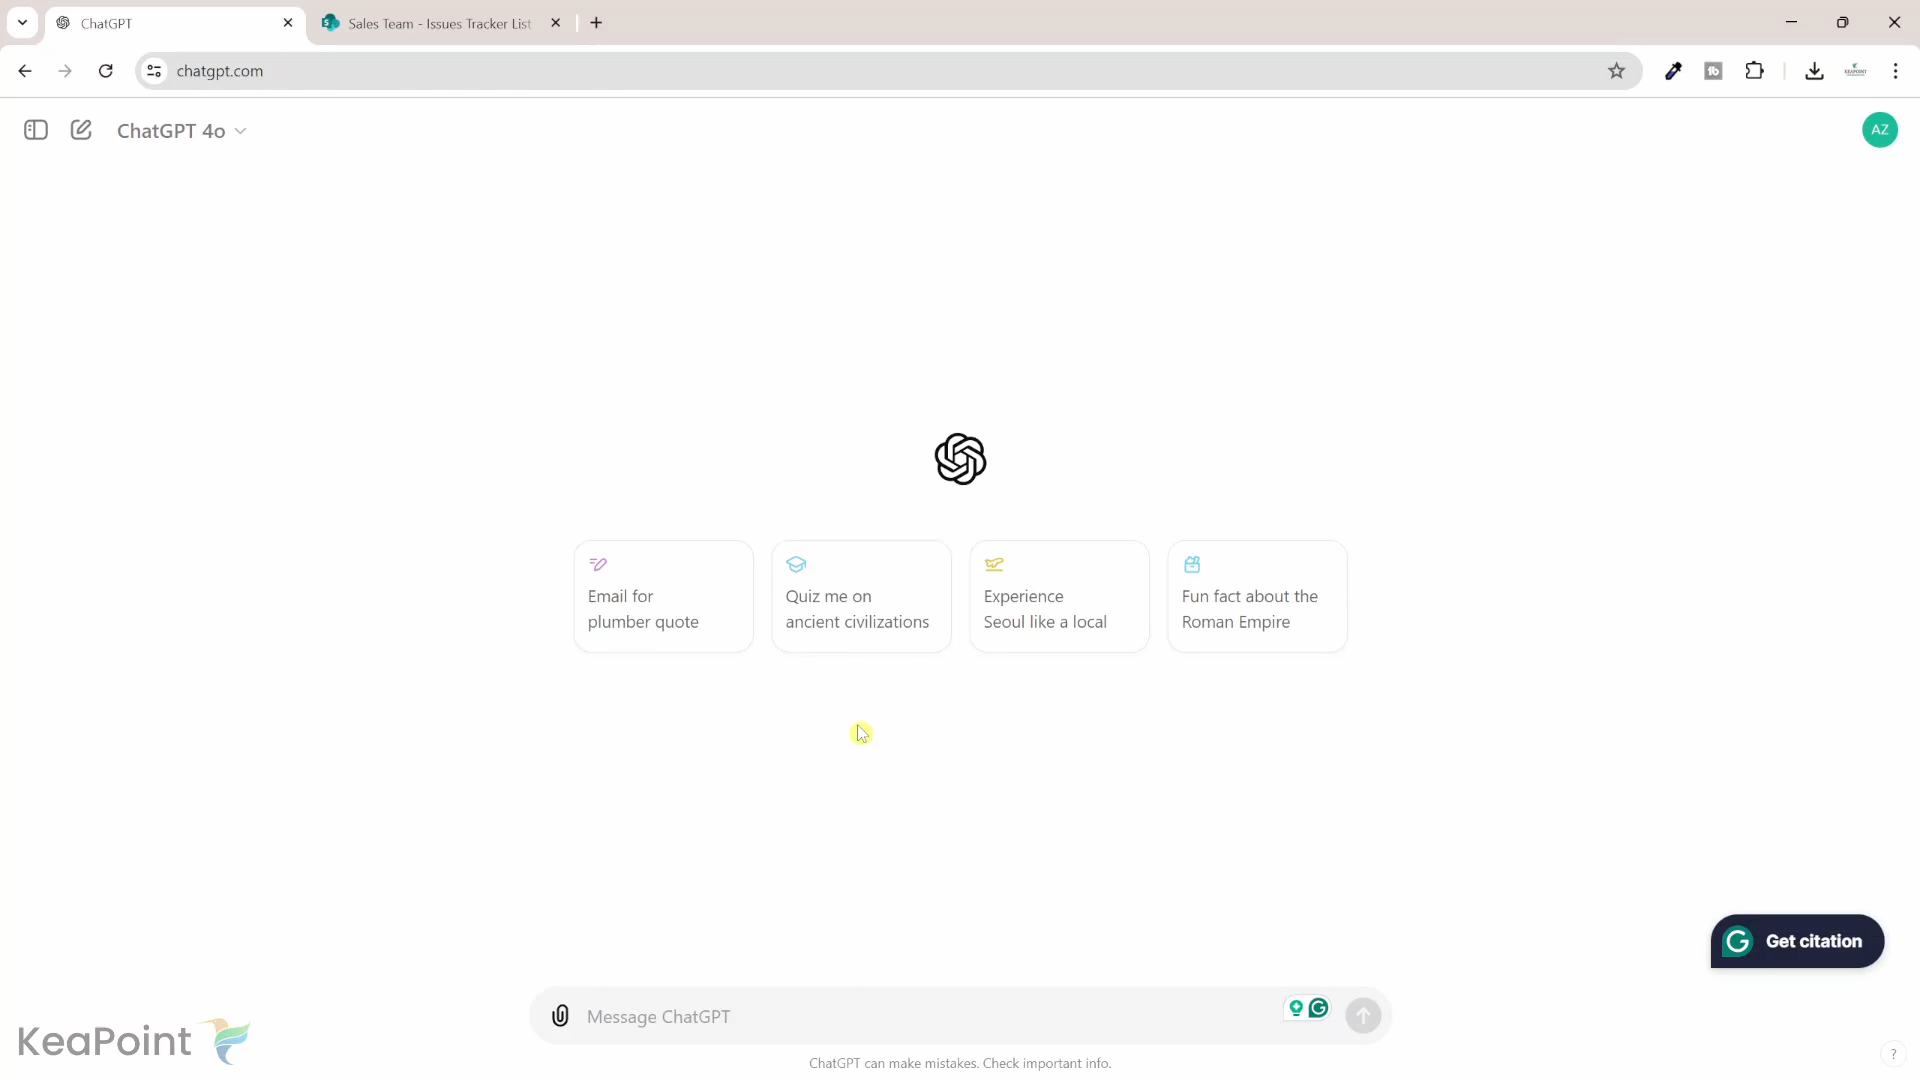 ChatGPT
Sales Team - Issues Tracker List
chatgpt.com
ChatGPT 4o
AZ
Email for
plumber quote
Quiz me on
ancient civilizations
Experience
Seoul like a local
Fun fact about the
Roman Empire
Get citation
Message ChatGPT
KeaPoint
ChatGPT can make mistakes. Check important info.
?